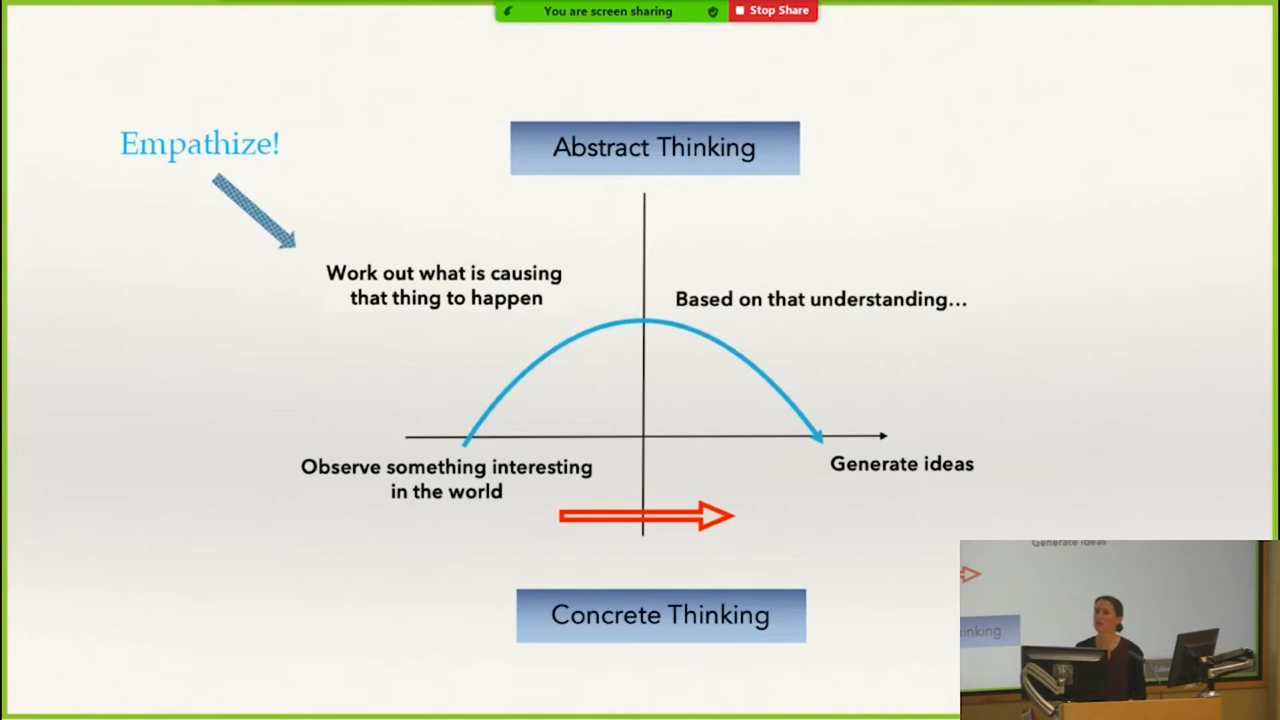 You are screen sharing
Stop Share
Empathize!
Abstract Thinking
Work out what is causing
that thing to happen
Based on that understanding...
Observe something interesting
in the world
Generate ideas
Concrete Thinking
Generate ideas
inking